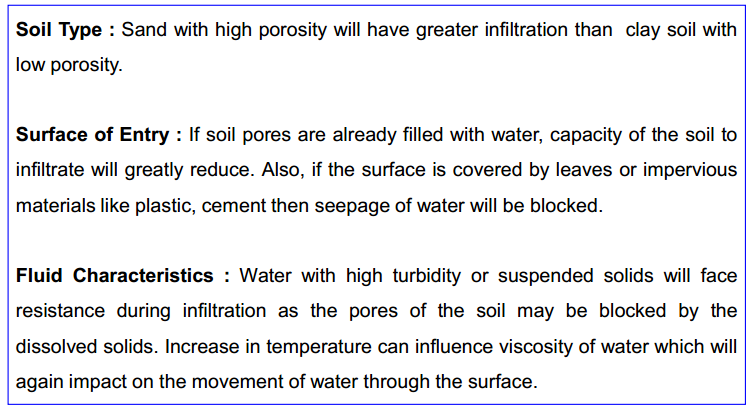 Soil Type : Sand with high porosity will have greater infiltration than clay soil with
low porosity.
Surface of Entry : If soil pores are already filled with water, capacity of the soil to
infiltrate will greatly reduce. Also, if the surface is covered by leaves or impervious
materials like plastic, cement then seepage of water will be blocked.
Fluid Characteristics : Water with high turbidity or suspended solids will face
resistance during infiltration as the pores of the soil may be blocked by the
dissolved solids. Increase in temperature can influence viscosity of water which will
again impact on the movement of water through the surface.